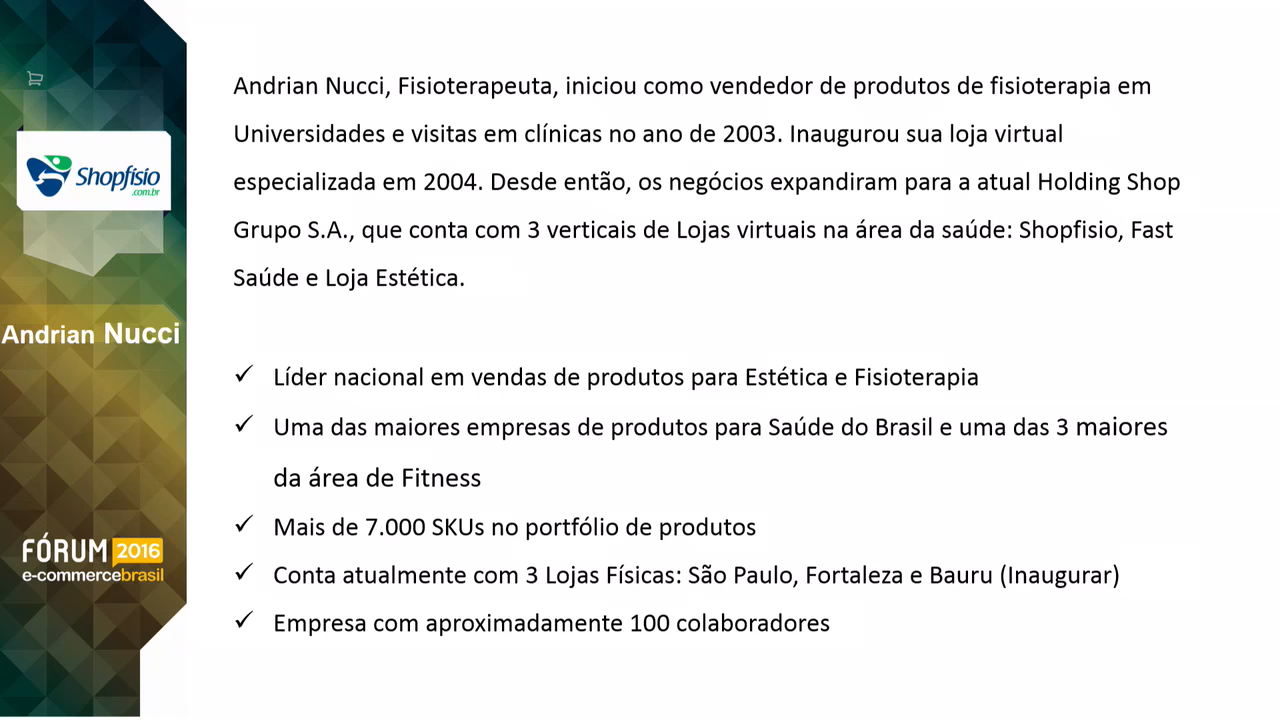 Shopfisio
.com.br
Andrian Nucci
FÓRUM 2016
e-commercebrasil
Andrian Nucci, Fisioterapeuta, iniciou como vendedor de produtos de fisioterapia em
Universidades e visitas em clínicas no ano de 2003. Inaugurou sua loja virtual
especializada em 2004. Desde então, os negócios expandiram para a atual Holding Shop
Grupo S.A., que conta com 3 verticais de Lojas virtuais na área da saúde: Shopfisio, Fast
Saúde e Loja Estética.
✓ Líder nacional em vendas de produtos para Estética e Fisioterapia
✓ Uma das maiores empresas de produtos para Saúde do Brasil e uma das 3 maiores
da área de Fitness
✓ Mais de 7.000 SKUs no portfólio de produtos
✓ Conta atualmente com 3 Lojas Físicas: São Paulo, Fortaleza e Bauru (Inaugurar)
✓ Empresa com aproximadamente 100 colaboradores